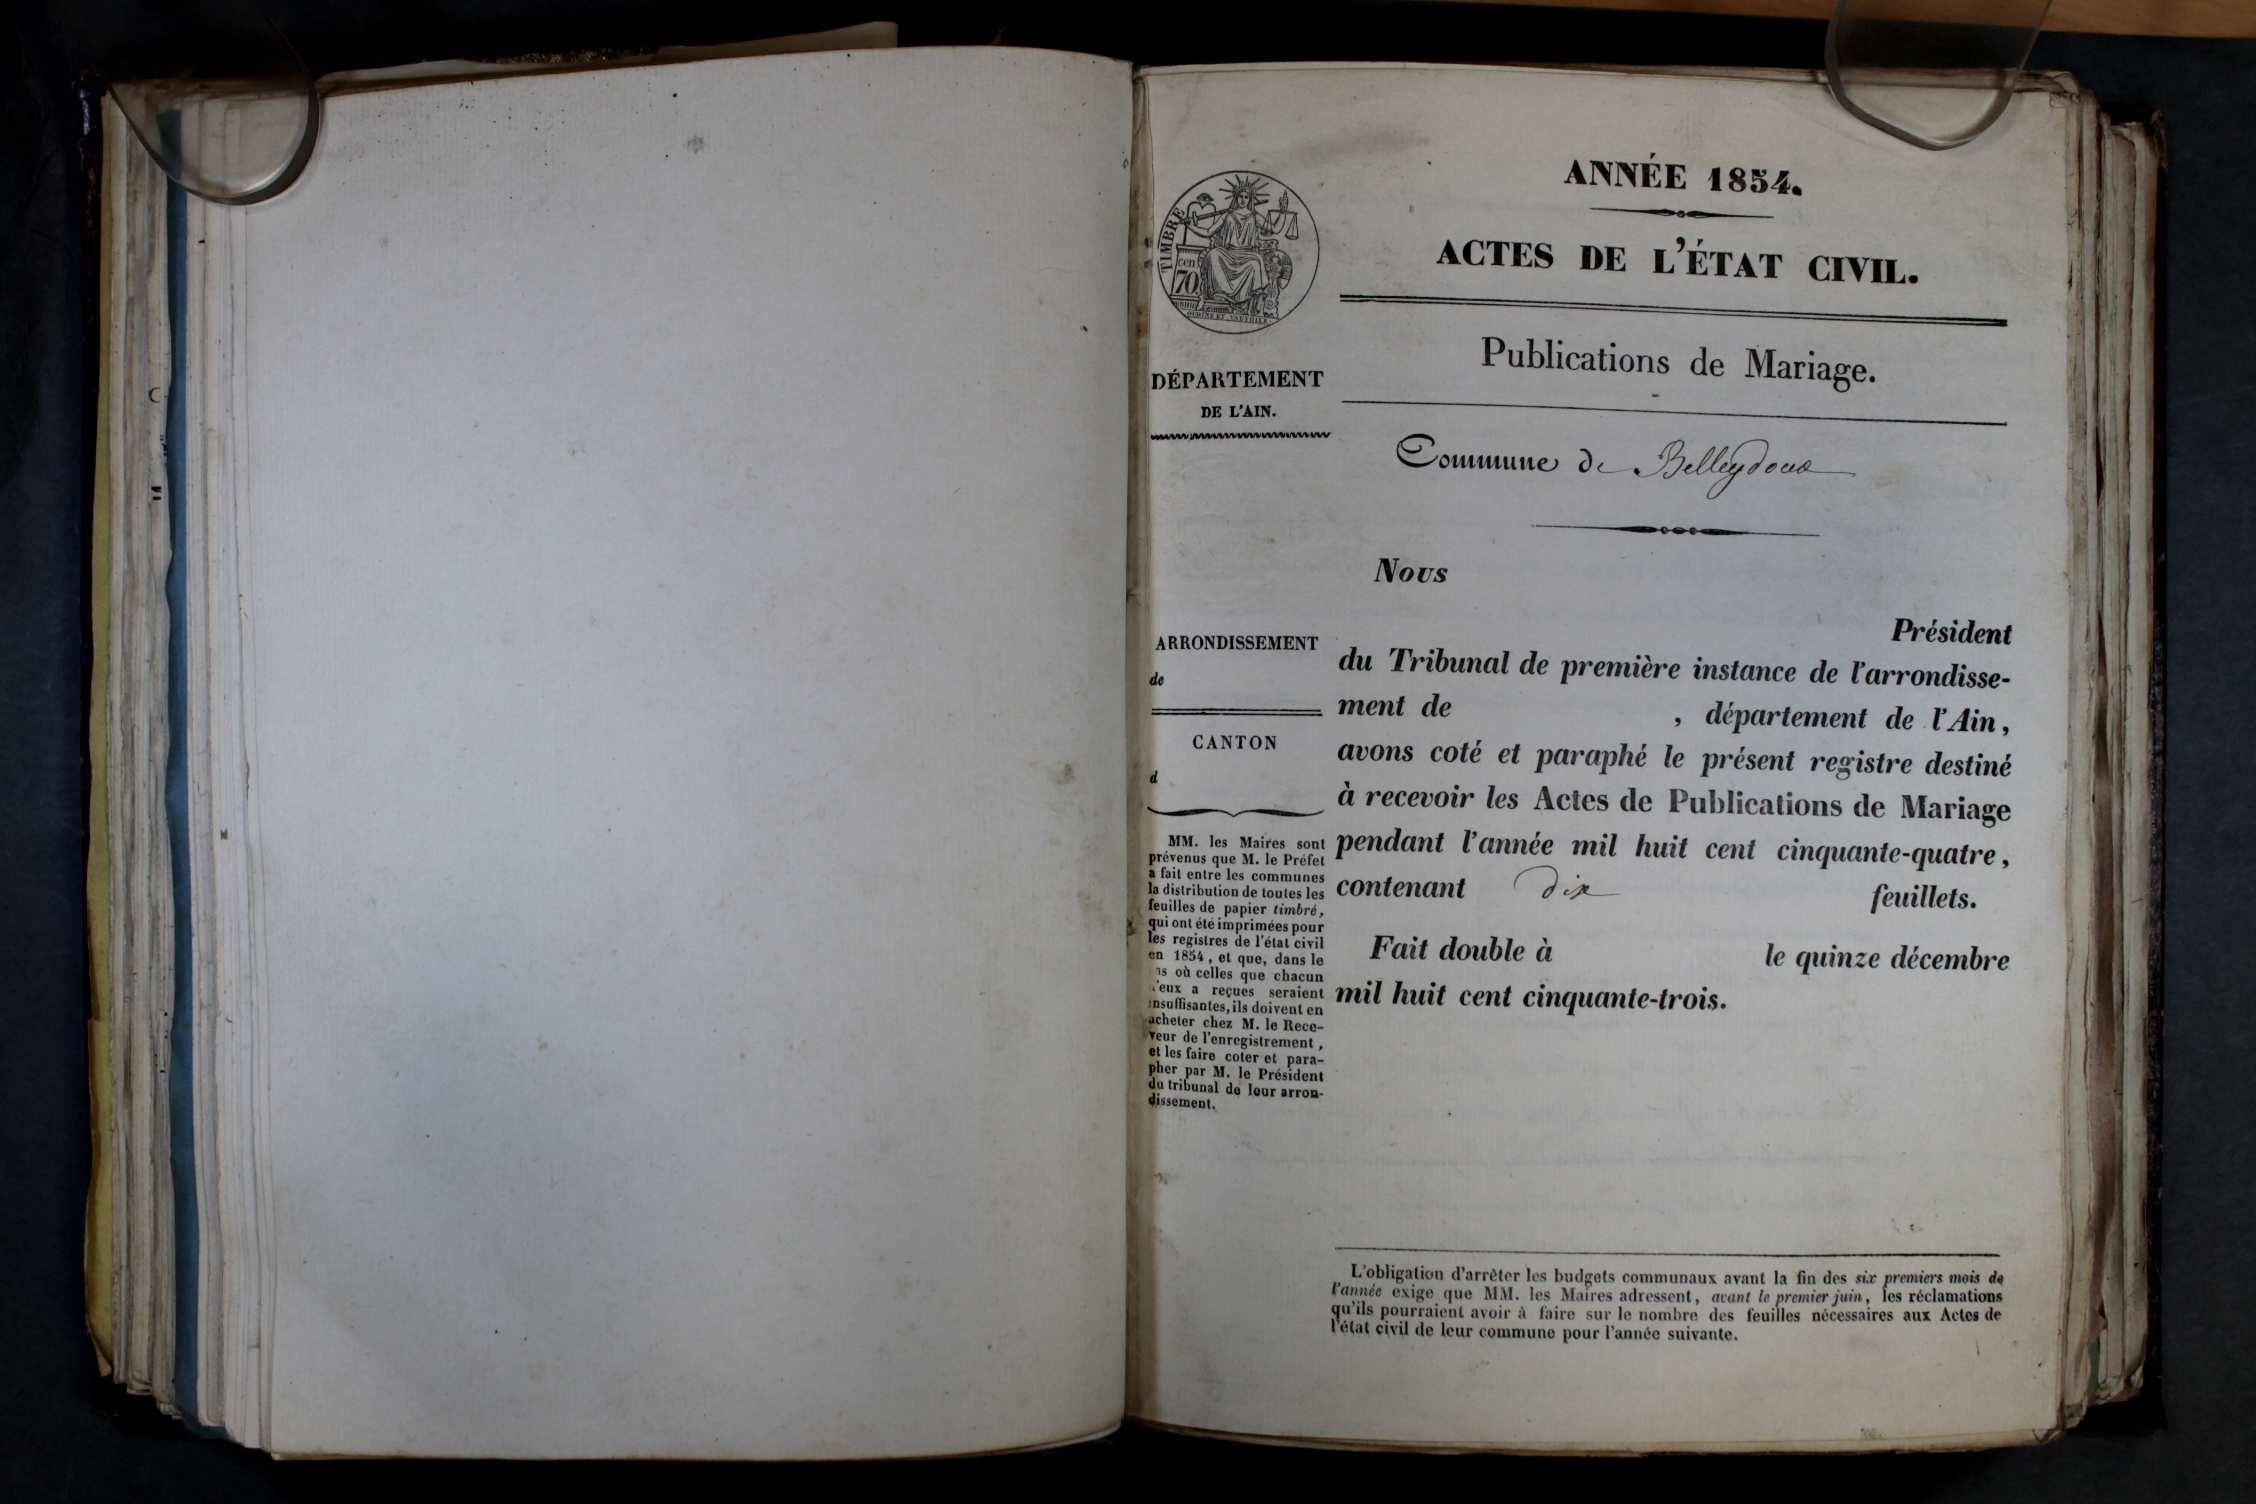 ANNÉE 1854.
ACTES DE L'ÉTAT CIVIL.
Publications de Mariage.
Commune de Belleydoux
TIMBRE
cen
70
OUDINÉ ET VAUTHIER
DÉPARTEMENT
DE L'AIN.
ARRONDISSEMENT
de
CANTON
d
MM. les Maires sont
prévenus que M. le Préfet
a fait entre les communes
la distribution de toutes les
feuilles de papier timbré,
qui ont été imprimées pour
les registres de l'état civil
en 1854, et que, dans le
as où celles que chacun
d'eux a reçues seraient
insuffisantes, ils doivent en
acheter chez M. le Rece-
veur de l'enregistrement,
et les faire coter et para-
pher par M. le Président
du tribunal de leur arron-
dissement.
Nous
Président
du Tribunal de première instance de l'arrondisse-
ment de , département de l'Ain,
avons coté et paraphé le présent registre destiné
à recevoir les Actes de Publications de Mariage
pendant l'année mil huit cent cinquante-quatre,
contenant dix feuillets.
Fait double à le quinze décembre
mil huit cent cinquante-trois.
L'obligation d'arrêter les budgets communaux avant la fin des six premiers mois de
l'année exige que MM. les Maires adressent, avant le premier juin, les réclamations
qu'ils pourraient avoir à faire sur le nombre des feuilles nécessaires aux Actes de
l'état civil de leur commune pour l'année suivante.